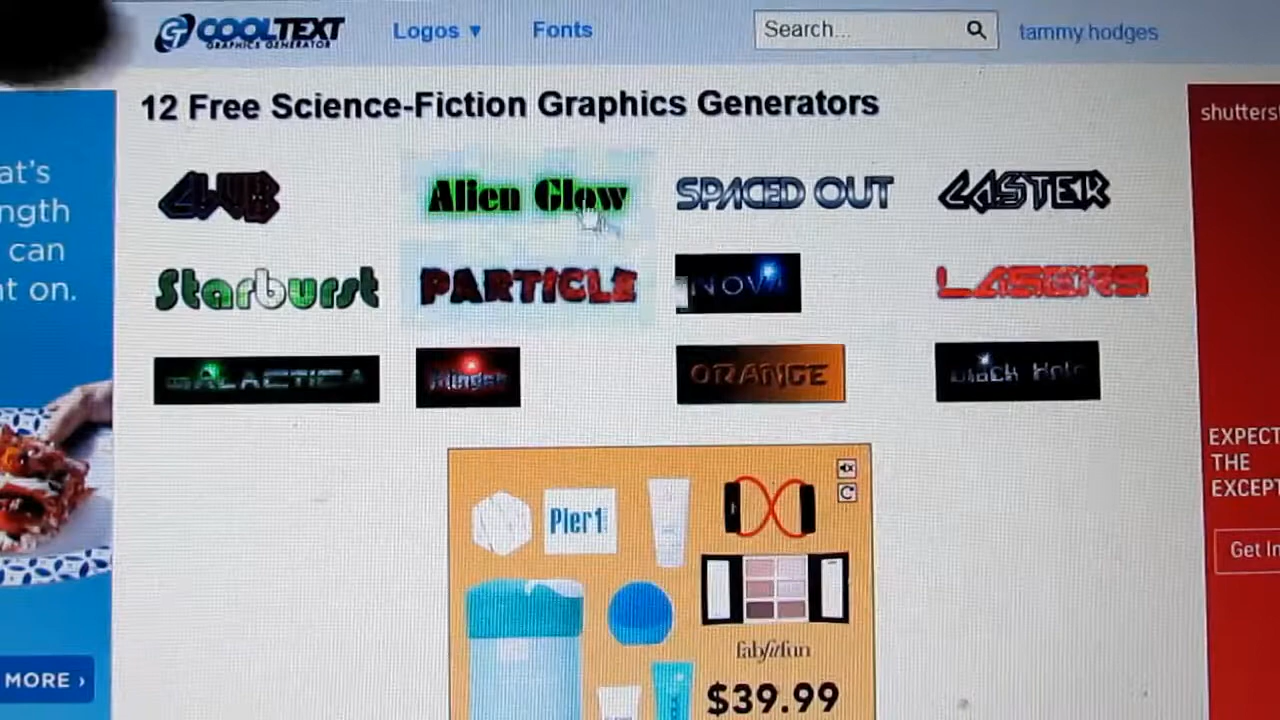 COOLTEXT
GRAPHICS GENERATOR
Logos ▼
Fonts
Search...
tammy hodges
12 Free Science-Fiction Graphics Generators
Alien Glow
SPACED OUT
CASTER
Starburst
PARTICLE
NOVA
LASERS
GALACTICA
Klingon
ORANGE
Black Hole
at's
ngth
can
nt on.
MORE ›
Pier1
fabfitfun
$39.99
shutterst
EXPECT
THE
EXCEPT
Get In